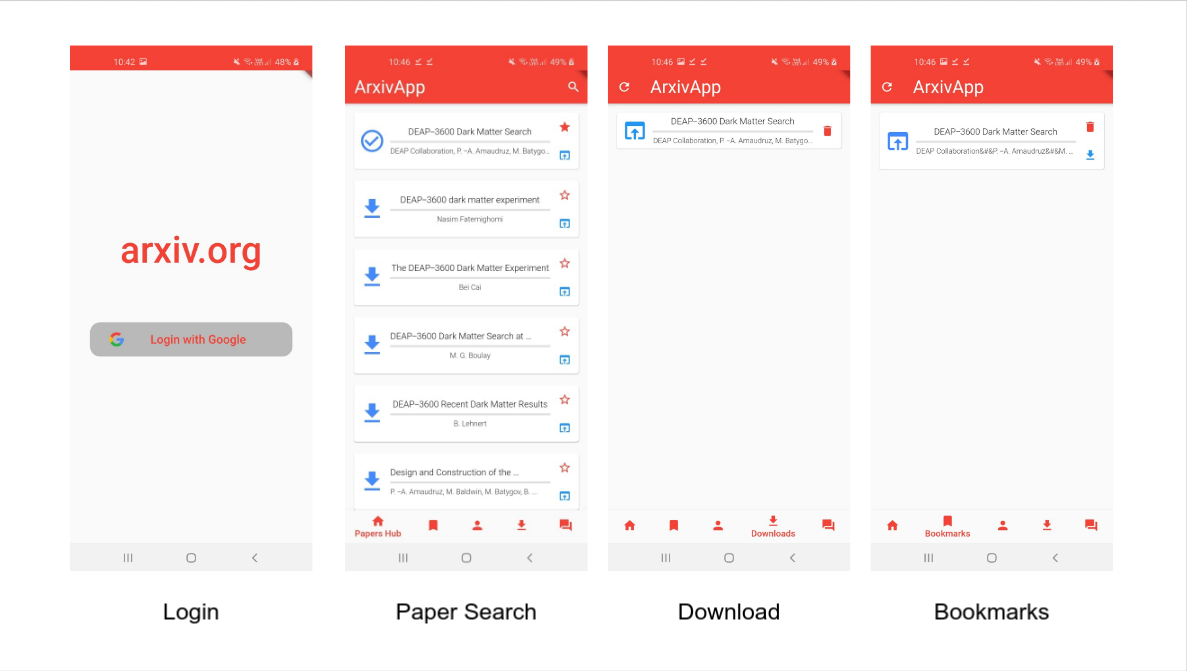 10:42
48%
arxiv.org
Login with Google
Login
10:46
49%
ArxivApp
DEAP-3600 Dark Matter Search
DEAP Collaboration, P. -A. Amaudruz, M. Batygo...
DEAP-3600 dark matter experiment
Nasim Fatemighomi
The DEAP-3600 Dark Matter Experiment
Bei Cai
DEAP-3600 Dark Matter Search at ...
M. G. Boulay
DEAP-3600 Recent Dark Matter Results
B. Lehnert
Design and Construction of the ...
P. -A. Amaudruz, M. Baldwin, M. Batygov, B. ...
Papers Hub
Paper Search
10:46
49%
ArxivApp
DEAP-3600 Dark Matter Search
DEAP Collaboration, P. -A. Amaudruz, M. Batygo...
Downloads
Download
10:46
49%
ArxivApp
DEAP-3600 Dark Matter Search
DEAP Collaboration&#&P. -A. Amaudruz&#&M. ...
Bookmarks
Bookmarks